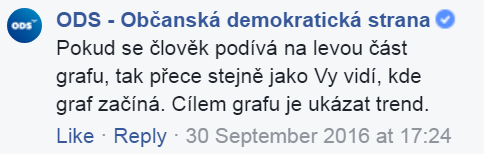 ODS
ODS - Občanská demokratická strana
Pokud se člověk podívá na levou část
grafu, tak přece stejně jako Vy vidí, kde
graf začíná. Cílem grafu je ukázat trend.
Like · Reply · 30 September 2016 at 17:24